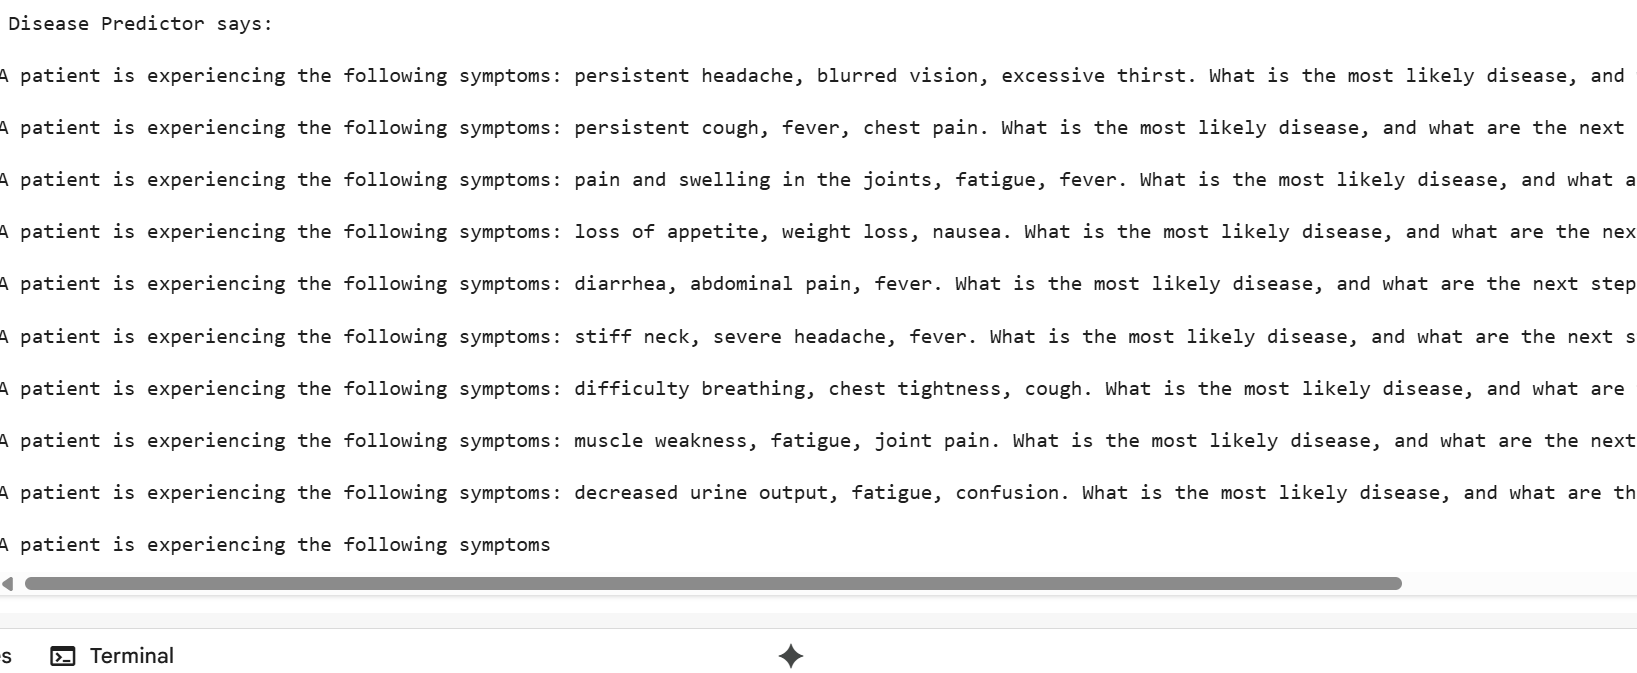 Disease Predictor says:
A patient is experiencing the following symptoms: persistent headache, blurred vision, excessive thirst. What is the most likely disease, and
A patient is experiencing the following symptoms: persistent cough, fever, chest pain. What is the most likely disease, and what are the next
A patient is experiencing the following symptoms: pain and swelling in the joints, fatigue, fever. What is the most likely disease, and what a
A patient is experiencing the following symptoms: loss of appetite, weight loss, nausea. What is the most likely disease, and what are the nex
A patient is experiencing the following symptoms: diarrhea, abdominal pain, fever. What is the most likely disease, and what are the next step
A patient is experiencing the following symptoms: stiff neck, severe headache, fever. What is the most likely disease, and what are the next s
A patient is experiencing the following symptoms: difficulty breathing, chest tightness, cough. What is the most likely disease, and what are
A patient is experiencing the following symptoms: muscle weakness, fatigue, joint pain. What is the most likely disease, and what are the next
A patient is experiencing the following symptoms: decreased urine output, fatigue, confusion. What is the most likely disease, and what are th
A patient is experiencing the following symptoms
s Terminal